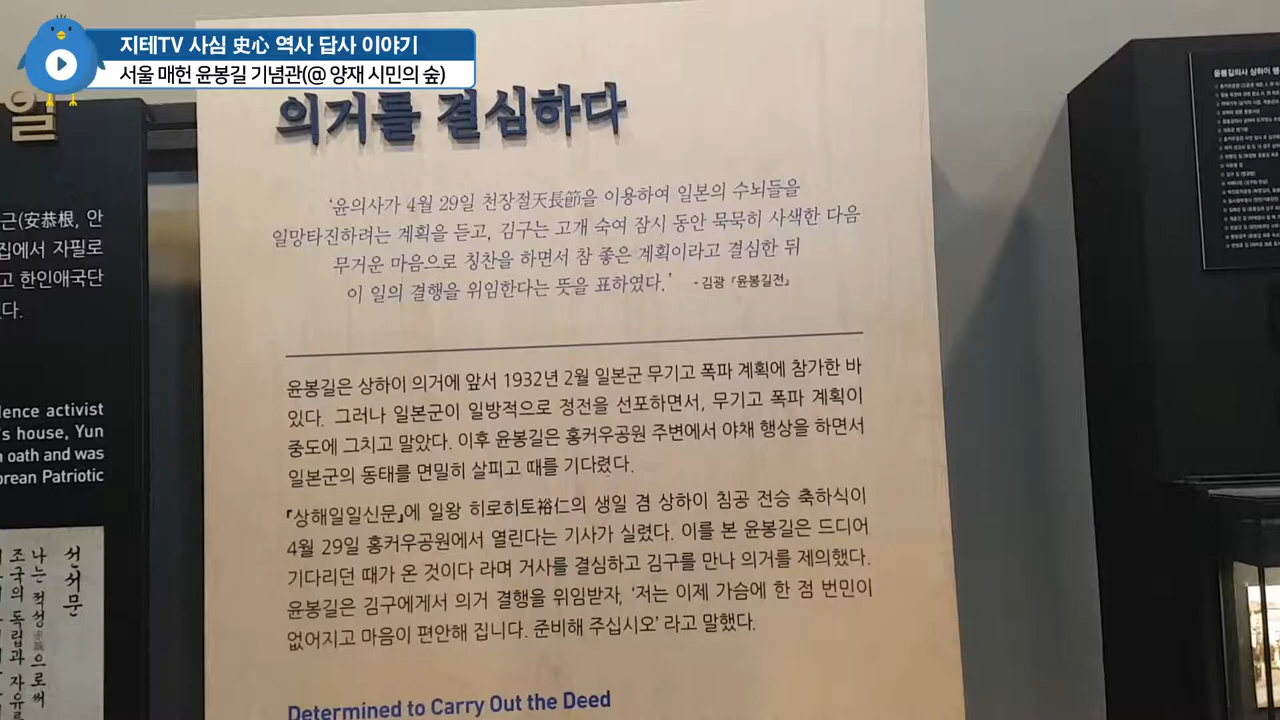 지테TV 사심 史心 역사 답사 이야기
서울 매헌 윤봉길 기념관(@ 양재 시민의 숲)
일
근(安恭根, 안
집에서 자필로
고 한인애국단
다.
lence activist
's house, Yun
n oath and was
orean Patriotic
선서문
나는 적성赤誠으로써
조국의 독립과 자유를
의거를 결심하다
'윤의사가 4월 29일 천장절天長節을 이용하여 일본의 수뇌들을
일망타진하려는 계획을 듣고, 김구는 고개 숙여 잠시 동안 묵묵히 사색한 다음
무거운 마음으로 칭찬을 하면서 참 좋은 계획이라고 결심한 뒤
이 일의 결행을 위임한다는 뜻을 표하였다.' - 김광 『윤봉길전』
윤봉길은 상하이 의거에 앞서 1932년 2월 일본군 무기고 폭파 계획에 참가한 바
있다. 그러나 일본군이 일방적으로 정전을 선포하면서, 무기고 폭파 계획이
중도에 그치고 말았다. 이후 윤봉길은 홍커우공원 주변에서 야채 행상을 하면서
일본군의 동태를 면밀히 살피고 때를 기다렸다.
『상해일일신문』에 일왕 히로히토裕仁의 생일 겸 상하이 침공 전승 축하식이
4월 29일 홍커우공원에서 열린다는 기사가 실렸다. 이를 본 윤봉길은 드디어
기다리던 때가 온 것이다 라며 거사를 결심하고 김구를 만나 의거를 제의했다.
윤봉길은 김구에게서 의거 결행을 위임받자, '저는 이제 가슴에 한 점 번민이
없어지고 마음이 편안해 집니다. 준비해 주십시오' 라고 말했다.
Determined to Carry Out the Deed
윤봉길의사 상하이 행